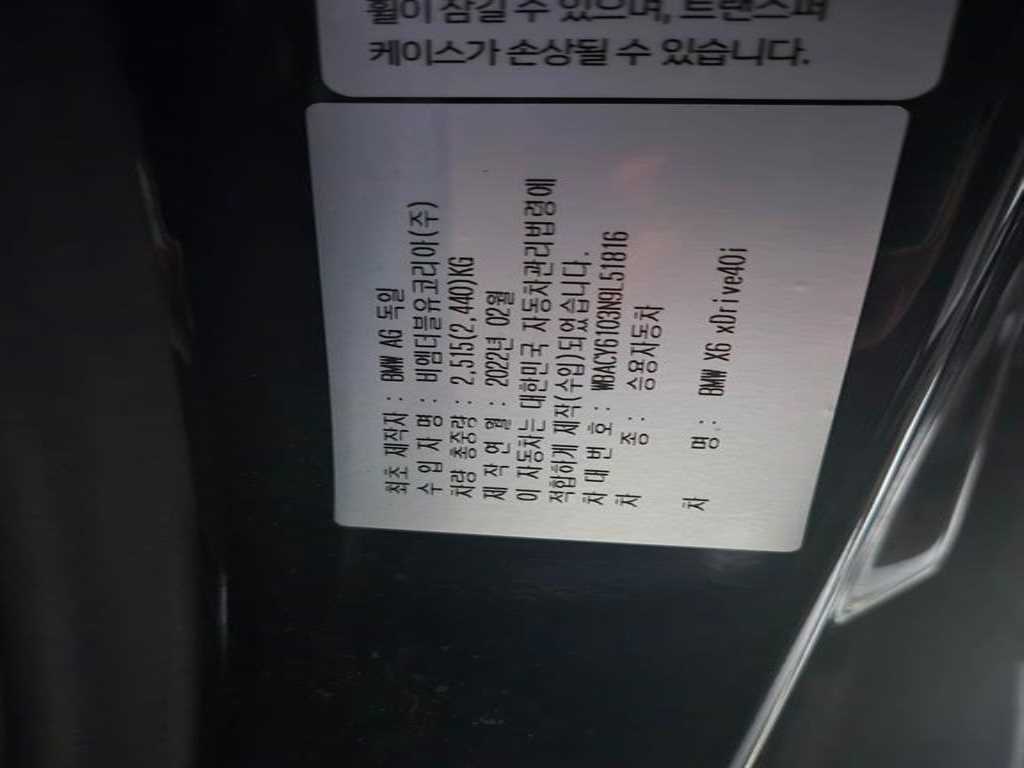 휠이 잠길 수 있으며, 트랜스퍼
케이스가 손상될 수 있습니다.
최초 제작자 : BMW AG 독일
수 입 자 명 : 비엠더블유코리아(주)
차량 총중량 : 2,515(2,440)KG
제 작 연 월 : 2022년 02월
이 자동차는 대한민국 자동차관리법령에
적합하게 제작(수입)되었습니다.
차 대 번 호 : WBACY6103N9L51816
차 종 : 승용자동차
차 명 : BMW X6 xDrive40i